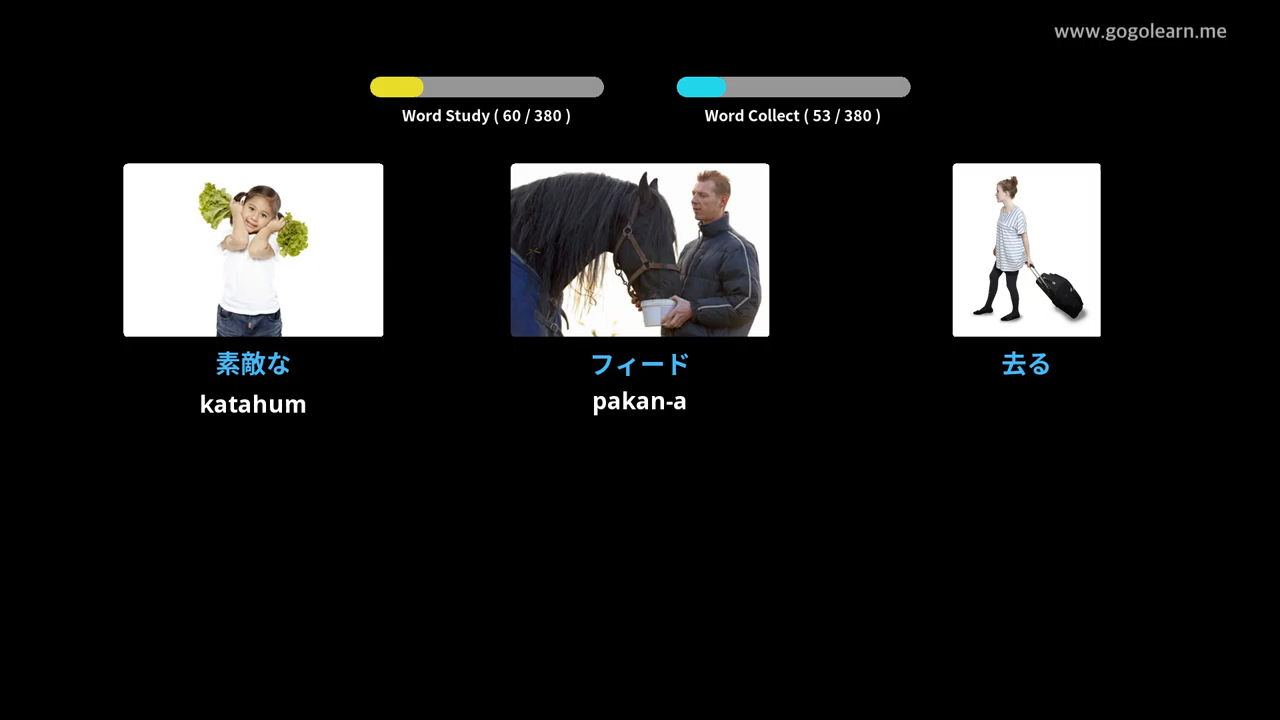 www.gogolearn.me
Word Study ( 60 / 380 )
Word Collect ( 53 / 380 )
素敵な
フィード
去る
katahum
pakan-a